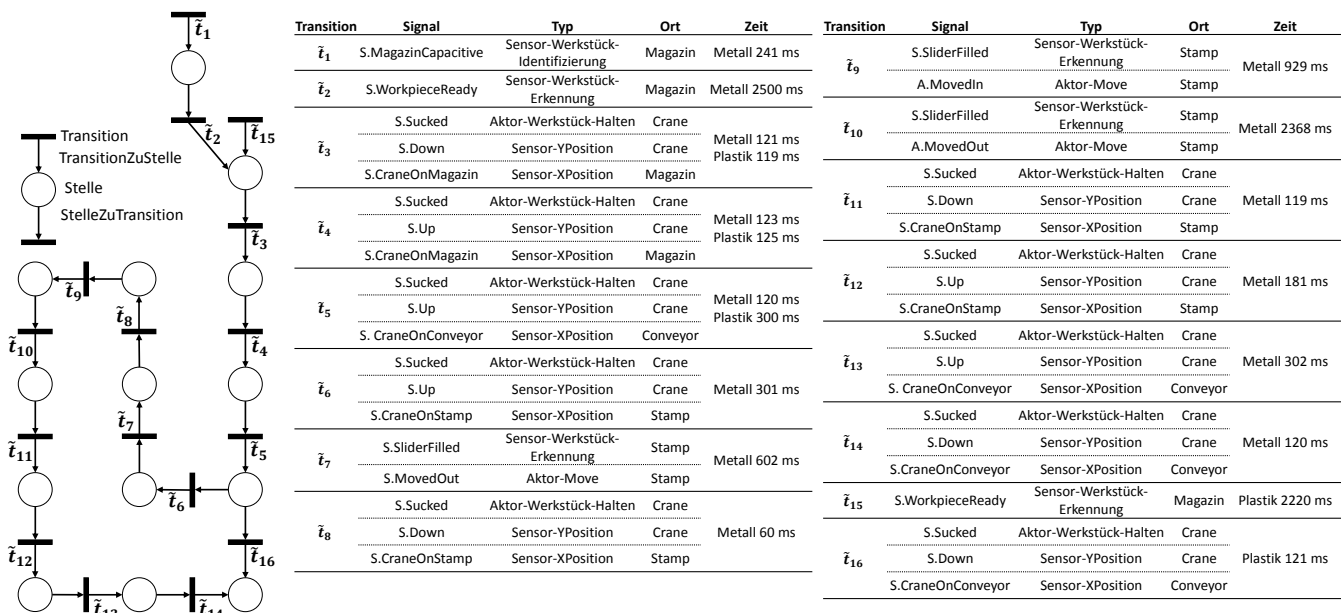 t̃₁
t̃₂
t̃₁₅
Transition
TransitionZuStelle
Stelle
StelleZuTransition
t̃₃
t̃₉
t̃₈
t̃₁₀
t̃₄
t̃₇
t̃₁₁
t̃₅
t̃₆
t̃₁₂
t̃₁₆
t̃₁₃
t̃₁₄
Transition Signal Typ Ort Zeit
t̃₁ S.MagazinCapacitive Sensor-Werkstück-
Identifizierung Magazin Metall 241 ms
t̃₂ S.WorkpieceReady Sensor-Werkstück-
Erkennung Magazin Metall 2500 ms
t̃₃ S.Sucked Aktor-Werkstück-Halten Crane
S.Down Sensor-YPosition Crane Metall 121 ms
Plastik 119 ms
S.CraneOnMagazin Sensor-XPosition Magazin
t̃₄ S.Sucked Aktor-Werkstück-Halten Crane
S.Up Sensor-YPosition Crane Metall 123 ms
Plastik 125 ms
S.CraneOnMagazin Sensor-XPosition Magazin
t̃₅ S.Sucked Aktor-Werkstück-Halten Crane
S.Up Sensor-YPosition Crane Metall 120 ms
Plastik 300 ms
S. CraneOnConveyor Sensor-XPosition Conveyor
t̃₆ S.Sucked Aktor-Werkstück-Halten Crane
S.Up Sensor-YPosition Crane Metall 301 ms
S.CraneOnStamp Sensor-XPosition Stamp
t̃₇ S.SliderFilled Sensor-Werkstück-
Erkennung Stamp Metall 602 ms
S.MovedOut Aktor-Move Stamp
t̃₈ S.Sucked Aktor-Werkstück-Halten Crane
S.Down Sensor-YPosition Crane Metall 60 ms
S.CraneOnStamp Sensor-XPosition Stamp
Transition Signal Typ Ort Zeit
t̃₉ S.SliderFilled Sensor-Werkstück-
Erkennung Stamp Metall 929 ms
A.MovedIn Aktor-Move Stamp
t̃₁₀ S.SliderFilled Sensor-Werkstück-
Erkennung Stamp Metall 2368 ms
A.MovedOut Aktor-Move Stamp
t̃₁₁ S.Sucked Aktor-Werkstück-Halten Crane
S.Down Sensor-YPosition Crane Metall 119 ms
S.CraneOnStamp Sensor-XPosition Stamp
t̃₁₂ S.Sucked Aktor-Werkstück-Halten Crane
S.Up Sensor-YPosition Crane Metall 181 ms
S.CraneOnStamp Sensor-XPosition Stamp
t̃₁₃ S.Sucked Aktor-Werkstück-Halten Crane
S.Up Sensor-YPosition Crane Metall 302 ms
S. CraneOnConveyor Sensor-XPosition Conveyor
t̃₁₄ S.Sucked Aktor-Werkstück-Halten Crane
S.Down Sensor-YPosition Crane Metall 120 ms
S.CraneOnConveyor Sensor-XPosition Conveyor
t̃₁₅ S.WorkpieceReady Sensor-Werkstück-
Erkennung Magazin Plastik 2220 ms
t̃₁₆ S.Sucked Aktor-Werkstück-Halten Crane
S.Down Sensor-YPosition Crane Plastik 121 ms
S.CraneOnConveyor Sensor-XPosition Conveyor